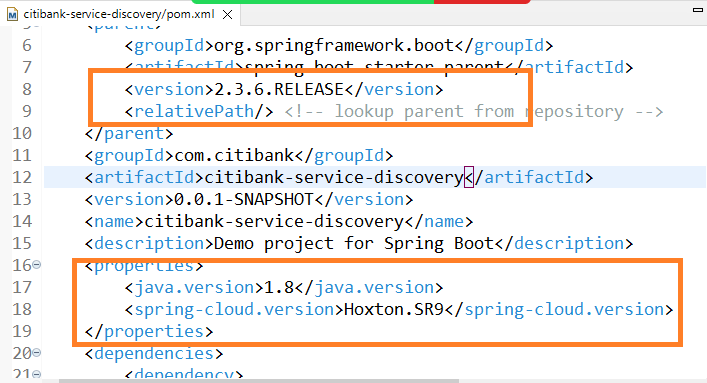 citibank-service-discovery/pom.xml
5 <parent>
6 <groupId>org.springframework.boot</groupId>
7 <artifactId>spring-boot-starter-parent</artifactId>
8 <version>2.3.6.RELEASE</version>
9 <relativePath/> <!-- lookup parent from repository -->
10 </parent>
11 <groupId>com.citibank</groupId>
12 <artifactId>citibank-service-discovery</artifactId>
13 <version>0.0.1-SNAPSHOT</version>
14 <name>citibank-service-discovery</name>
15 <description>Demo project for Spring Boot</description>
16 <properties>
17 <java.version>1.8</java.version>
18 <spring-cloud.version>Hoxton.SR9</spring-cloud.version>
19 </properties>
20 <dependencies>
21 <dependency>